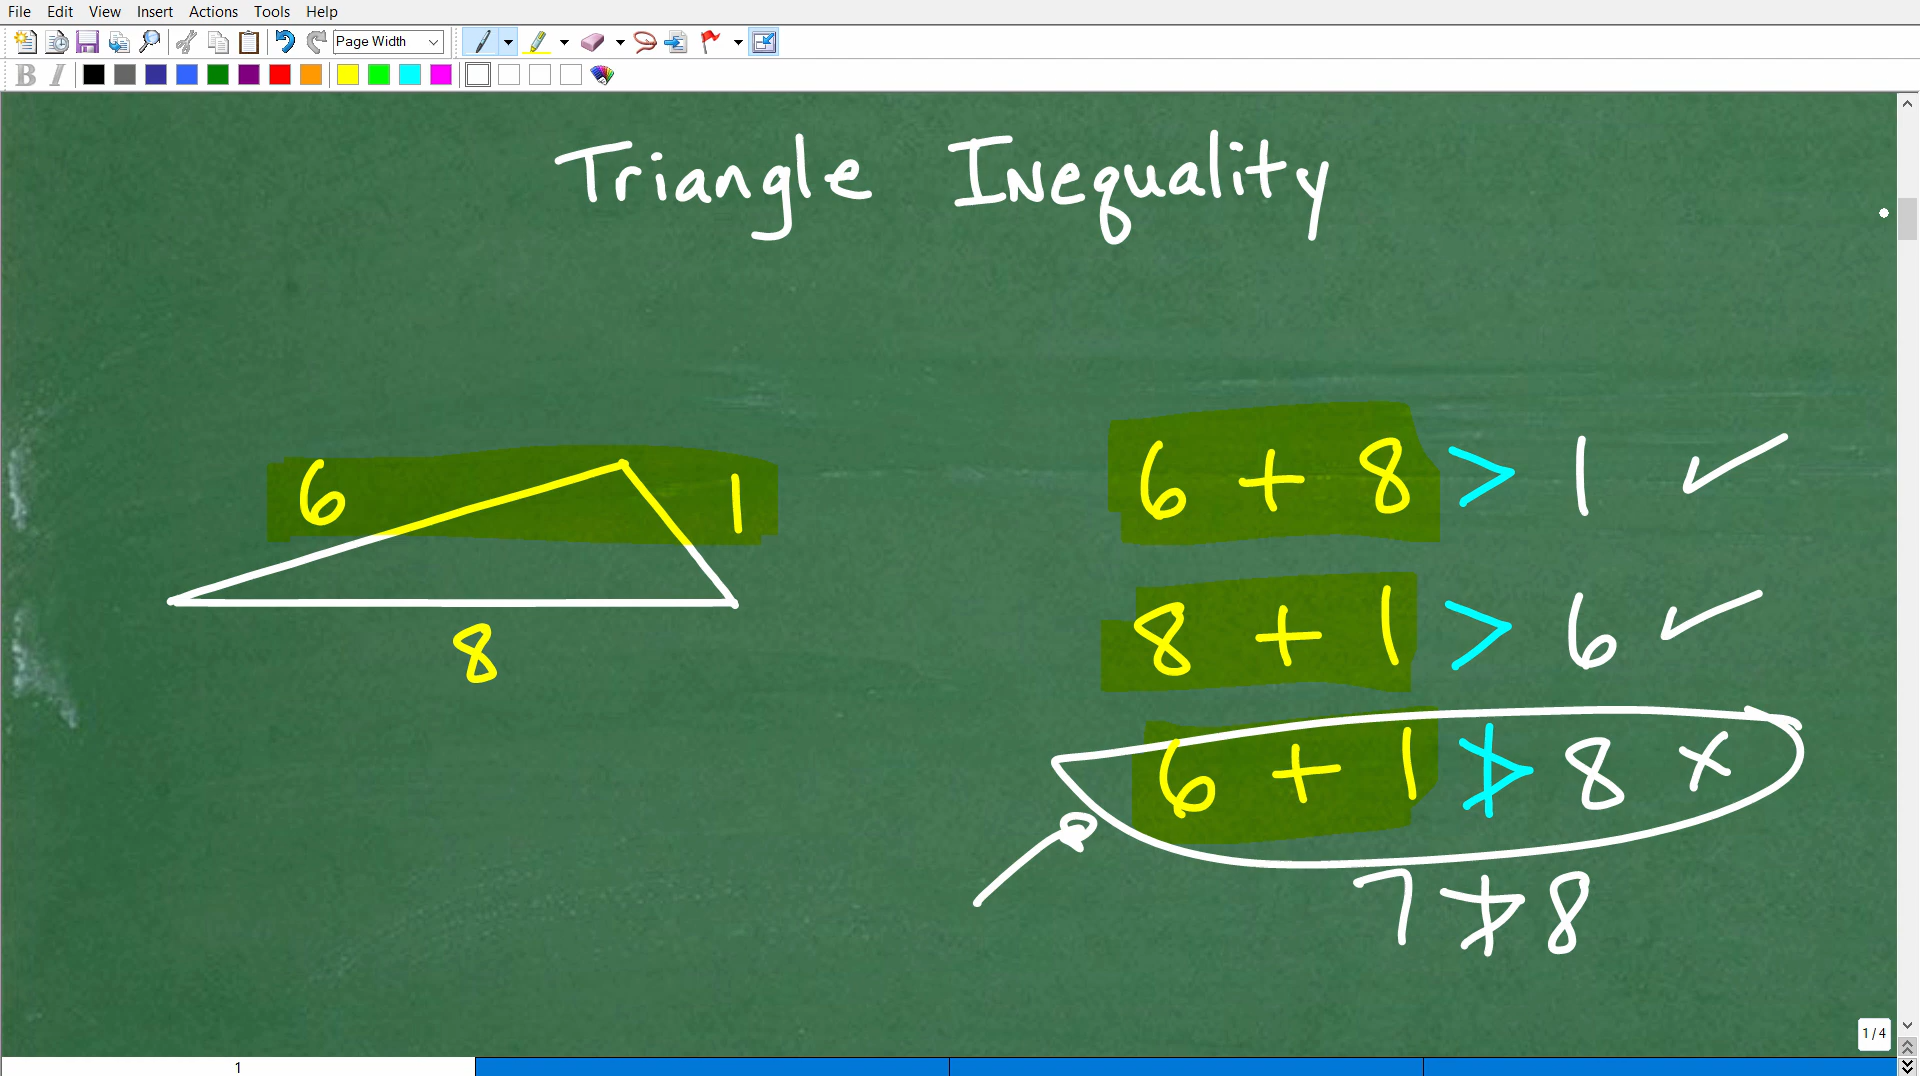 File Edit View Insert Actions Tools Help
Page Width
B I
Triangle Inequality
6 1
8
6 + 8 > 1 ✓
8 + 1 > 6 ✓
6 + 1 ≯ 8 ×
7 ≯ 8
1 / 4
1